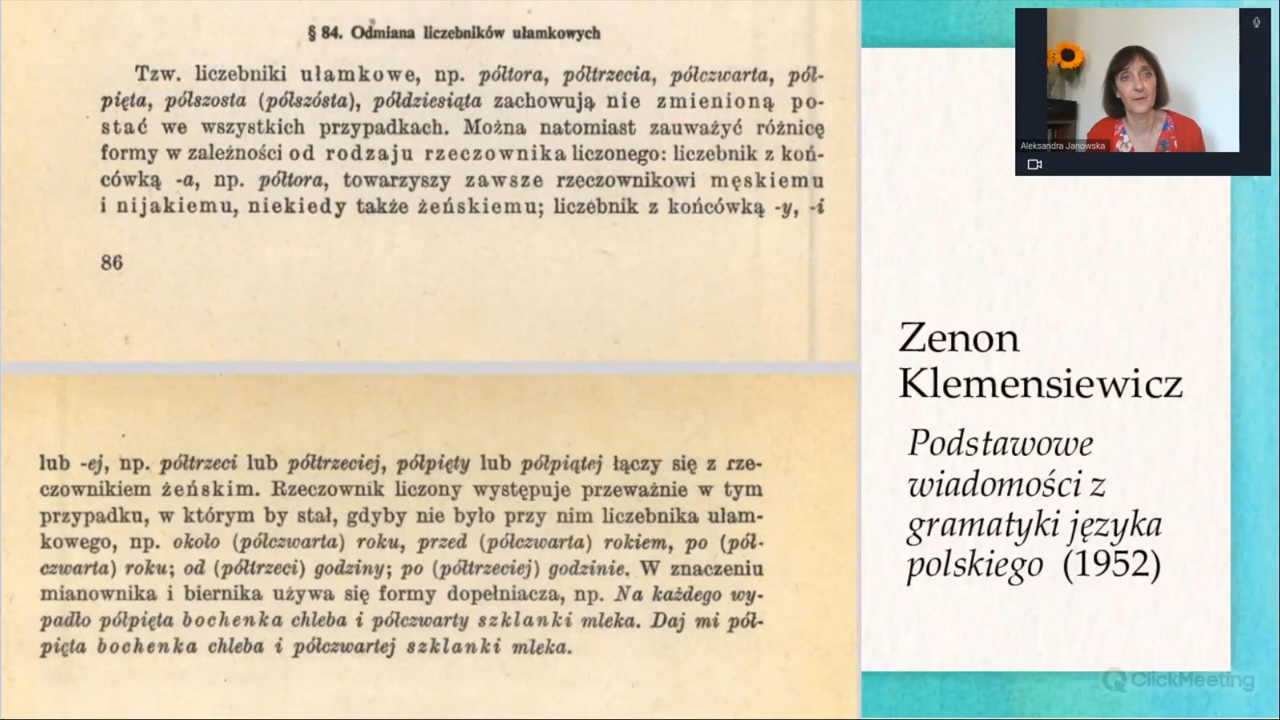 § 84. Odmiana liczebników ułamkowych
Tzw. liczebniki ułamkowe, np. półtora, półtrzecia, półczwarta, pół-
pięta, półszosta (półszósta), półdziesiąta zachowują nie zmienioną po-
stać we wszystkich przypadkach. Można natomiast zauważyć różnicę
formy w zależności od rodzaju rzeczownika liczonego: liczebnik z koń-
cówką -a, np. półtora, towarzyszy zawsze rzeczownikowi męskiemu
i nijakiemu, niekiedy także żeńskiemu; liczebnik z końcówką -y, -i
86
lub -ej, np. półtrzeci lub półtrzeciej, półpięty lub półpiątej łączy się z rze-
czownikiem żeńskim. Rzeczownik liczony występuje przeważnie w tym
przypadku, w którym by stał, gdyby nie było przy nim liczebnika ułam-
kowego, np. około (półczwarta) roku, przed (półczwarta) rokiem, po (pół-
czwarta) roku; od (półtrzeci) godziny; po (półtrzeciej) godzinie. W znaczeniu
mianownika i biernika używa się formy dopełniacza, np. Na każdego wy-
padło półpięta bochenka chleba i półczwarty szklanki mleka. Daj mi pół-
pięta bochenka chleba i półczwartej szklanki mleka.
Aleksandra Janowska
Zenon
Klemensiewicz
Podstawowe
wiadomości z
gramatyki języka
polskiego (1952)
ClickMeeting